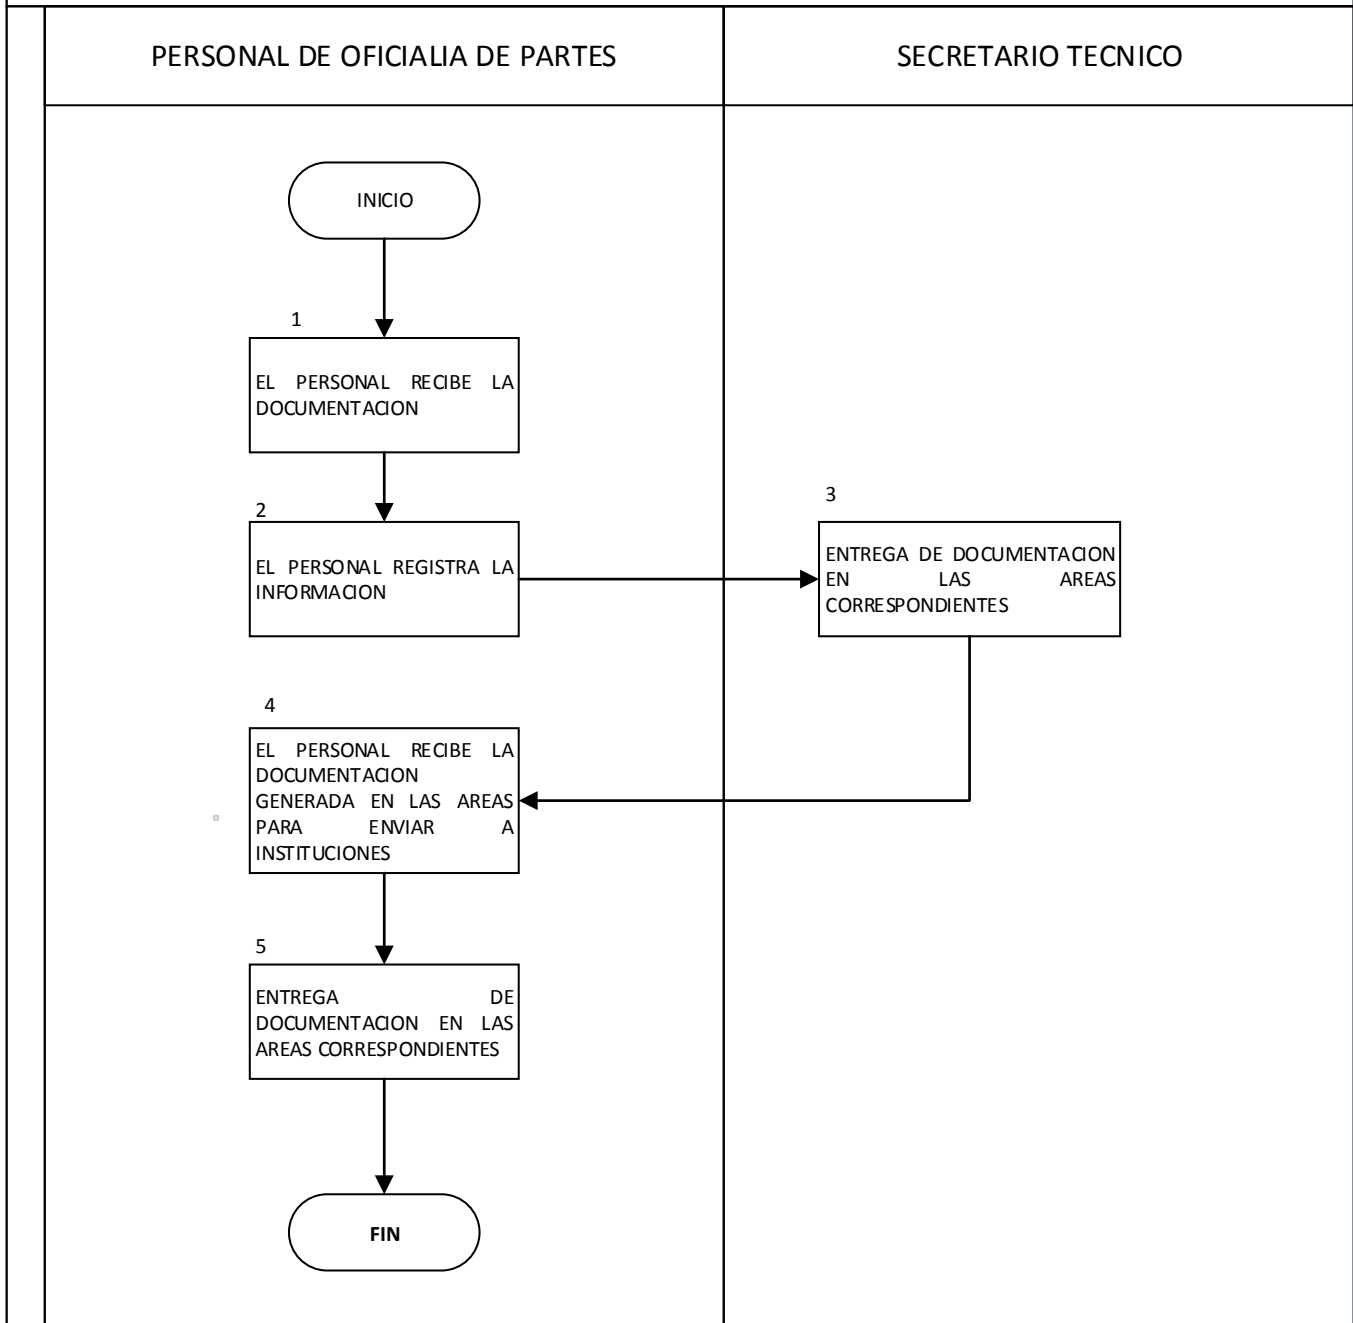 PERSONAL DE OFICIALIA DE PARTES
SECRETARIO TECNICO
INICIO
1
EL PERSONAL RECIBE LA
DOCUMENTACION
2
EL PERSONAL REGISTRA LA
INFORMACION
3
ENTREGA DE DOCUMENTACION
EN LAS AREAS
CORRESPONDIENTES
4
EL PERSONAL RECIBE LA
DOCUMENTACION
GENERADA EN LAS AREAS
PARA ENVIAR A
INSTITUCIONES
5
ENTREGA DE
DOCUMENTACION EN LAS
AREAS CORRESPONDIENTES
FIN